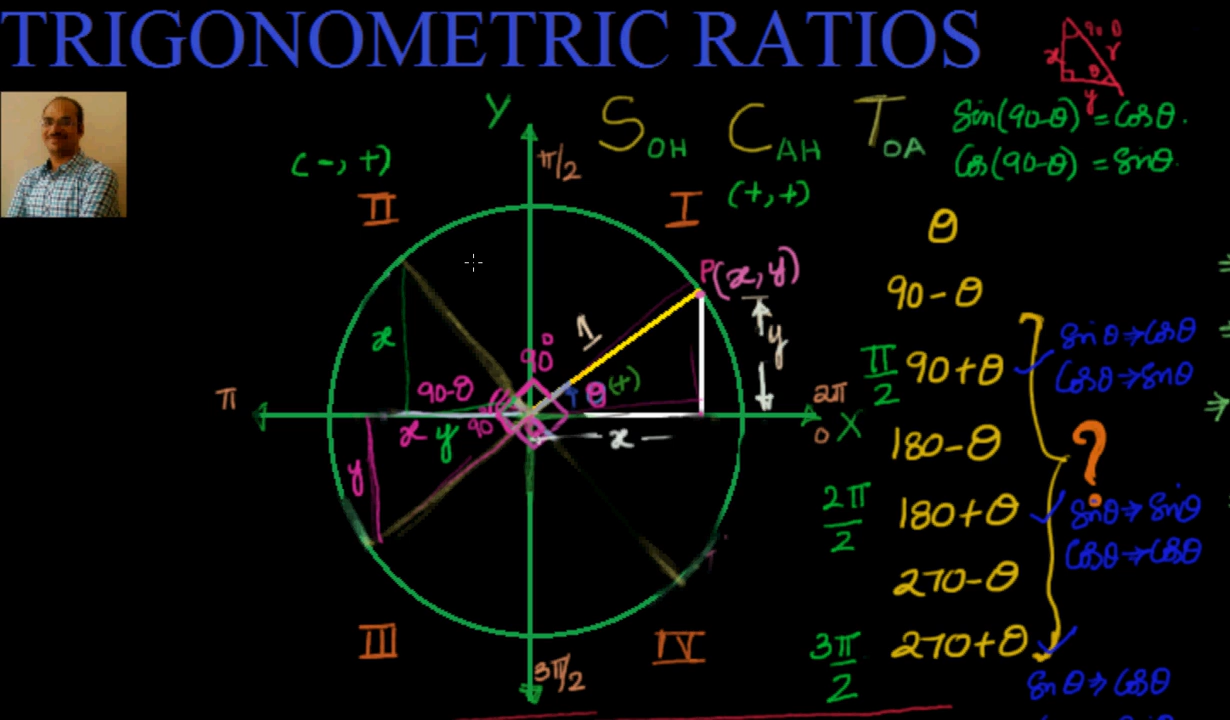 TRIGONOMETRIC RATIOS
90-θ
r
x
θ
y
Sin(90-θ) = Cosθ.
Cos(90-θ) = Sinθ.
Y
SOH CAH TOA
π/2
(-, +)
(+, +)
II
I
P(x, y)
1
y
x
90°
90-θ
θ (+)
π
2π
0
X
x y 90
x
y
III
IV
3π/2
θ
90-θ
π/2 90+θ
Sinθ→Cosθ
Cosθ→Sinθ
180-θ
?
2π/2 180+θ
Sinθ→Sinθ
Cosθ→Cosθ
270-θ
3π/2 270+θ
Sinθ→Cosθ